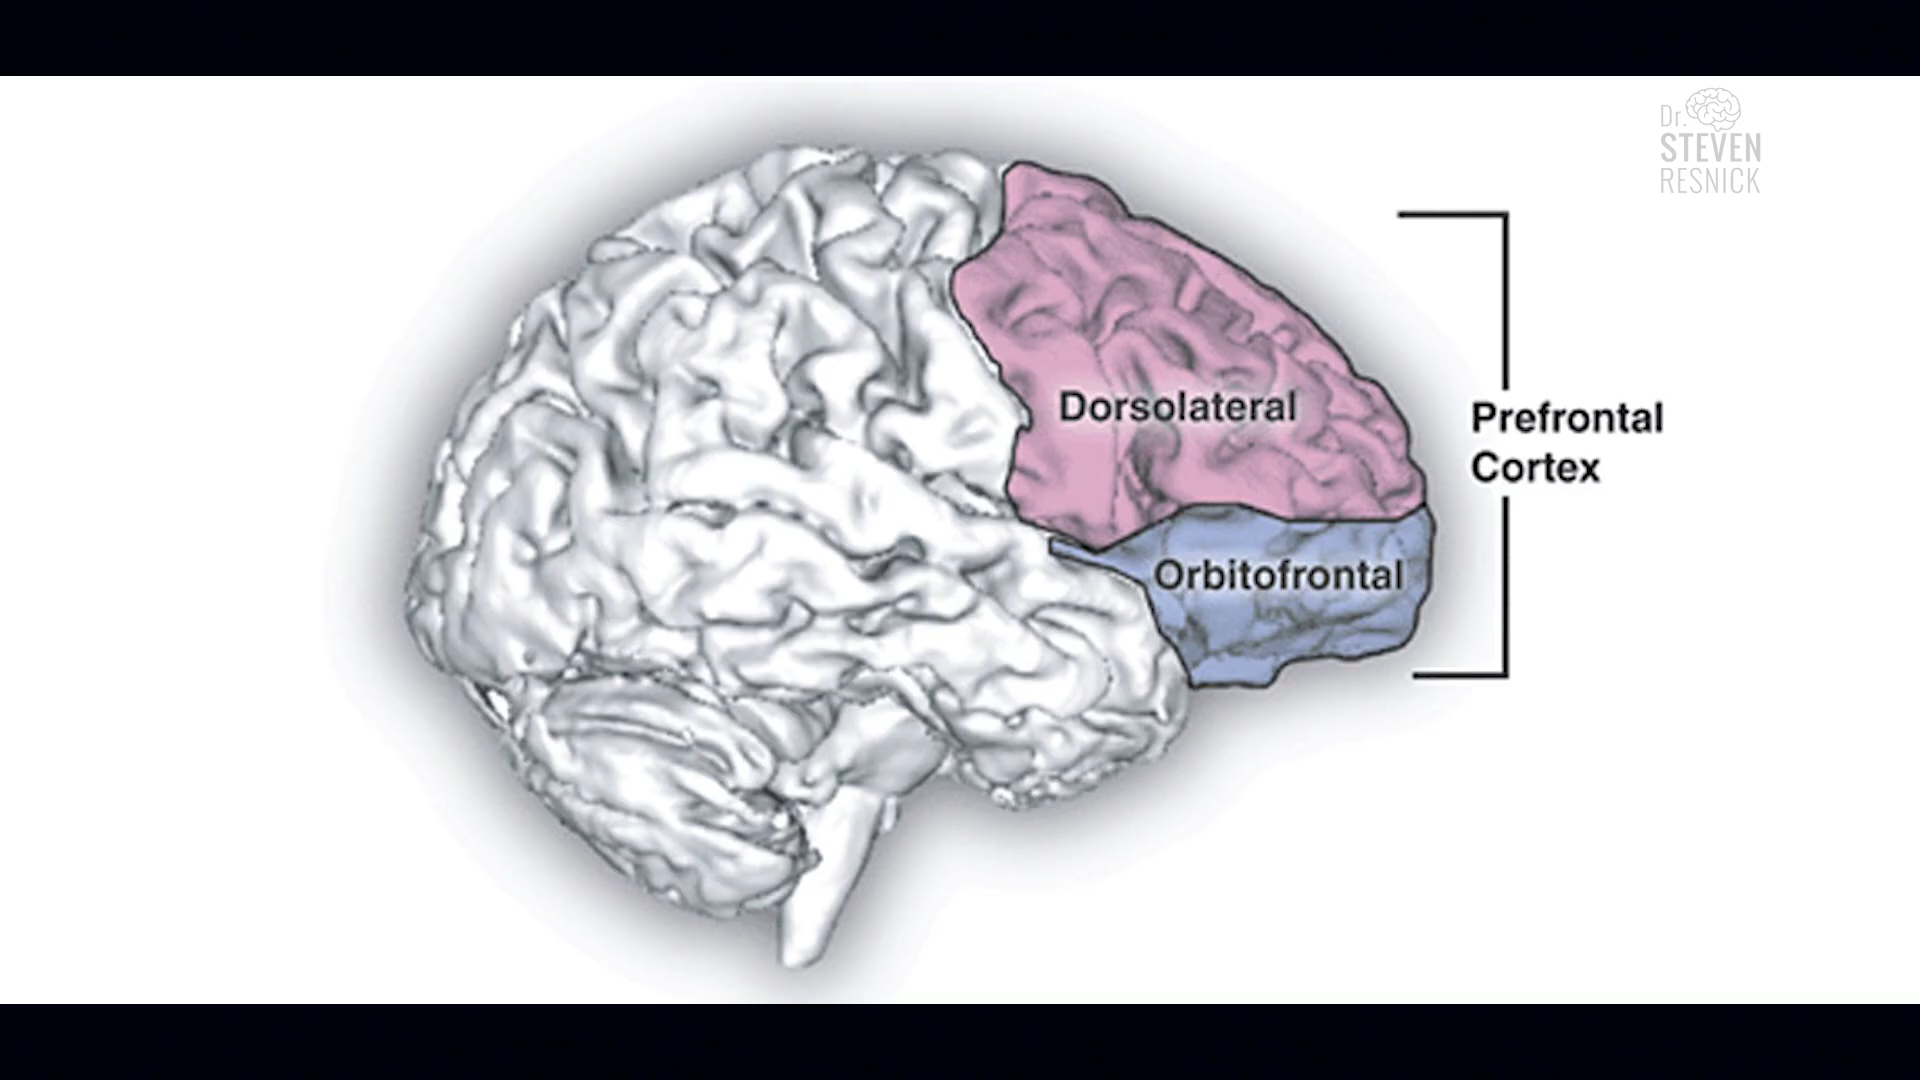 Dr.
STEVEN
RESNICK
Dorsolateral
Prefrontal
Cortex
Orbitofrontal